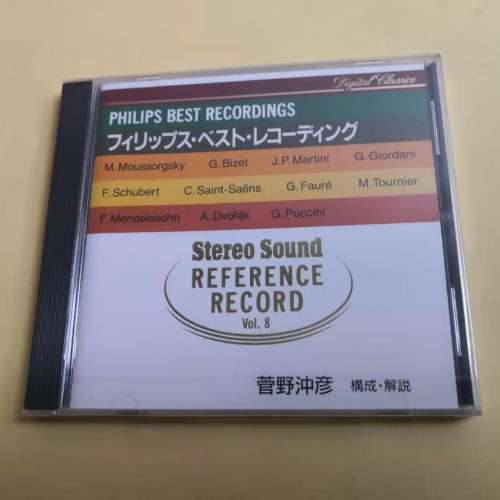 Digital Classics
PHILIPS BEST RECORDINGS
フィリップス・ベスト・レコーディング
M. Moussorgsky G. Bizet J.P. Martini G. Giordani
F. Schubert C. Saint-Saëns G. Fauré M. Tournier
F. Mendelssohn A. Dvořák G. Puccini
Stereo Sound
REFERENCE
RECORD
Vol. 8
菅野沖彦 構成・解説